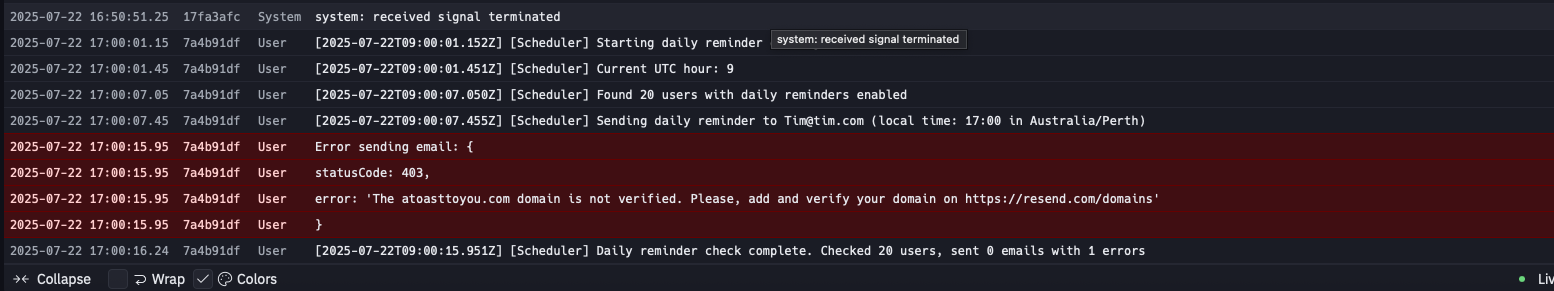 2025-07-22 16:50:51.25 17fa3afc System system: received signal terminated
2025-07-22 17:00:01.15 7a4b91df User [2025-07-22T09:00:01.152Z] [Scheduler] Starting daily reminder
system: received signal terminated
2025-07-22 17:00:01.45 7a4b91df User [2025-07-22T09:00:01.451Z] [Scheduler] Current UTC hour: 9
2025-07-22 17:00:07.05 7a4b91df User [2025-07-22T09:00:07.050Z] [Scheduler] Found 20 users with daily reminders enabled
2025-07-22 17:00:07.45 7a4b91df User [2025-07-22T09:00:07.455Z] [Scheduler] Sending daily reminder to Tim@tim.com (local time: 17:00 in Australia/Perth)
2025-07-22 17:00:15.95 7a4b91df User Error sending email: {
2025-07-22 17:00:15.95 7a4b91df User statusCode: 403,
2025-07-22 17:00:15.95 7a4b91df User error: 'The atoasttoyou.com domain is not verified. Please, add and verify your domain on https://resend.com/domains'
2025-07-22 17:00:15.95 7a4b91df User }
2025-07-22 17:00:16.24 7a4b91df User [2025-07-22T09:00:15.951Z] [Scheduler] Daily reminder check complete. Checked 20 users, sent 0 emails with 1 errors
Collapse Wrap Colors Liv